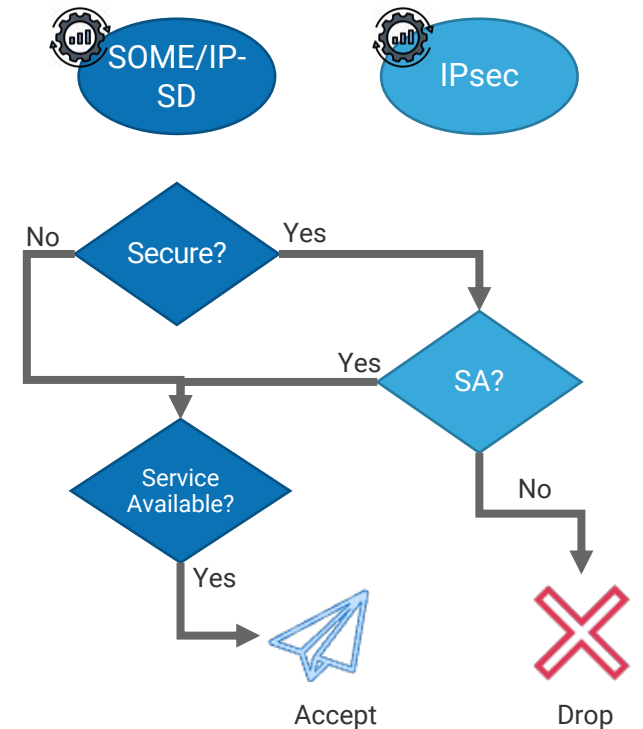 SOME/IP-
SD
IPsec
No
Secure?
Yes
Yes
SA?
Service
Available?
No
Yes
Accept
Drop